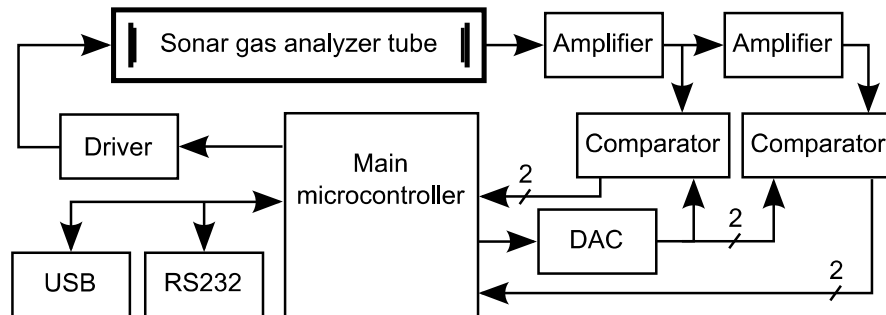 Sonar gas analyzer tube
Amplifier
Amplifier
Driver
Main
microcontroller
Comparator
Comparator
2
DAC
2
2
USB
RS232